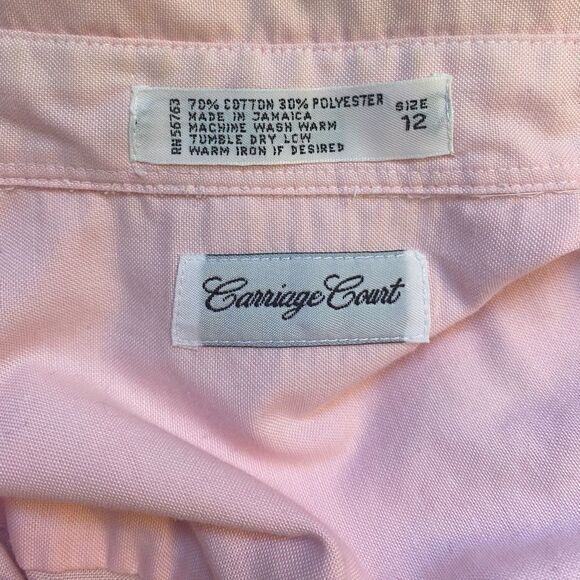 RN56763
70% COTTON 30% POLYESTER
MADE IN JAMAICA
MACHINE WASH WARM
TUMBLE DRY LOW
WARM IRON IF DESIRED
SIZE
12
Carriage Court